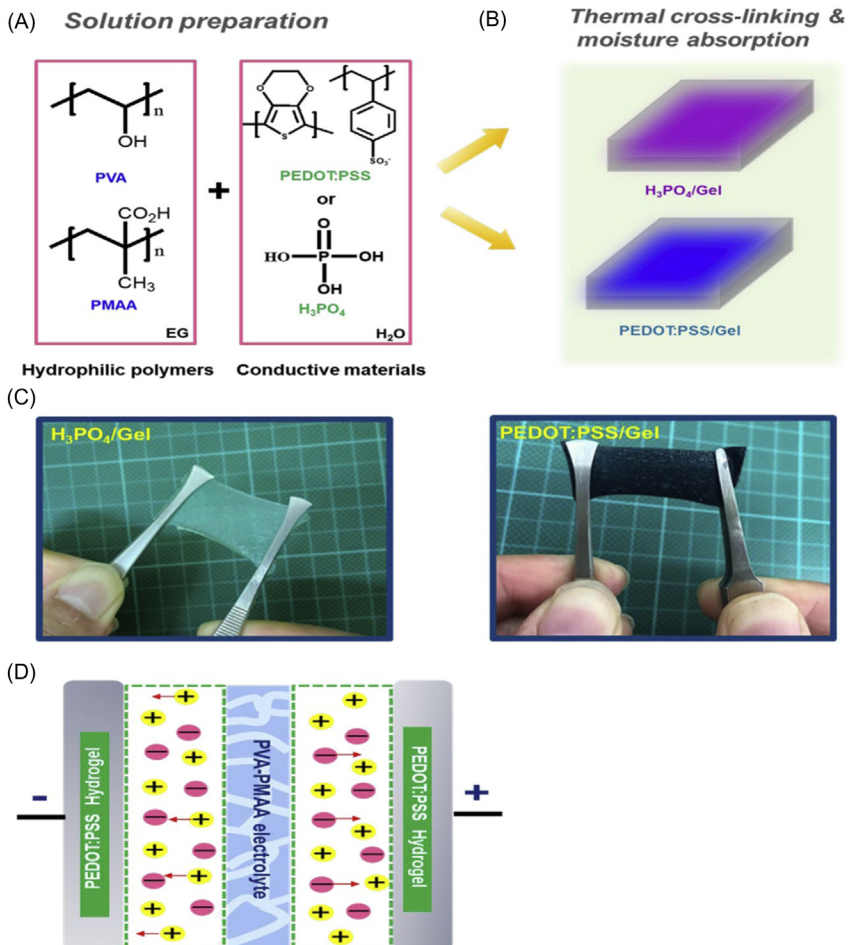 (A)
Solution preparation
n
OH
PVA
CO₂H
n
CH₃
PMAA
EG
Hydrophilic polymers
+
O
O
S
SO₃⁻
PEDOT:PSS
or
O
HO
P
OH
OH
H₃PO₄
H₂O
Conductive materials
(B)
Thermal cross-linking &
moisture absorption
H₃PO₄/Gel
PEDOT:PSS/Gel
(C)
H₃PO₄/Gel
PEDOT:PSS/Gel
(D)
-
PEDOT:PSS Hydrogel
PVA-PMAA electrolyte
PEDOT:PSS Hydrogel
+